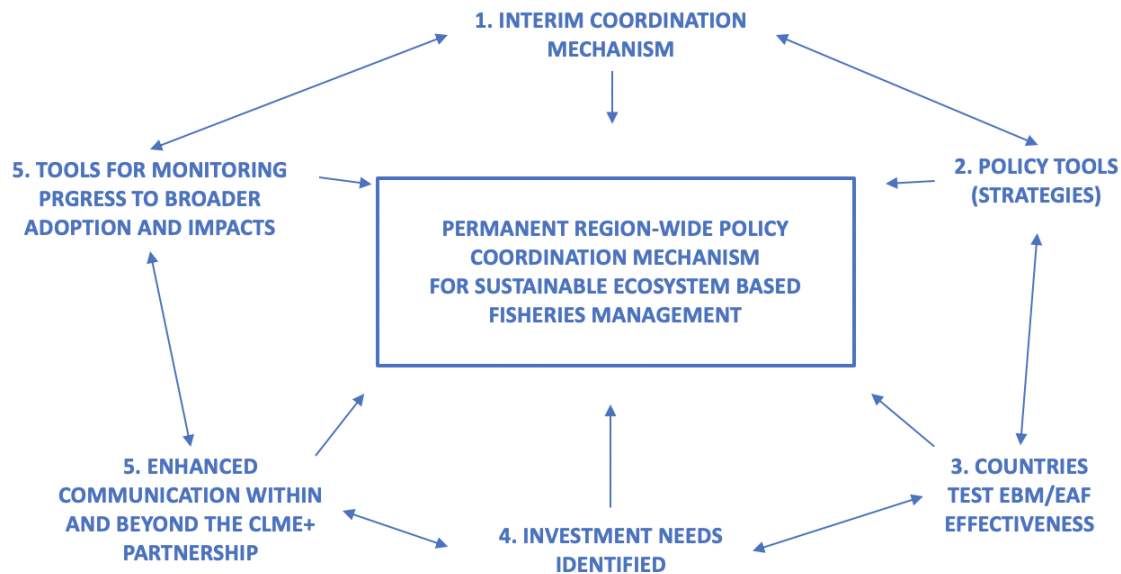 1. INTERIM COORDINATION
MECHANISM
5. TOOLS FOR MONITORING
PRGRESS TO BROADER
ADOPTION AND IMPACTS
2. POLICY TOOLS
(STRATEGIES)
PERMANENT REGION-WIDE POLICY
COORDINATION MECHANISM
FOR SUSTAINABLE ECOSYSTEM BASED
FISHERIES MANAGEMENT
5. ENHANCED
COMMUNICATION WITHIN
AND BEYOND THE CLME+
PARTNERSHIP
4. INVESTMENT NEEDS
IDENTIFIED
3. COUNTRIES
TEST EBM/EAF
EFFECTIVENESS